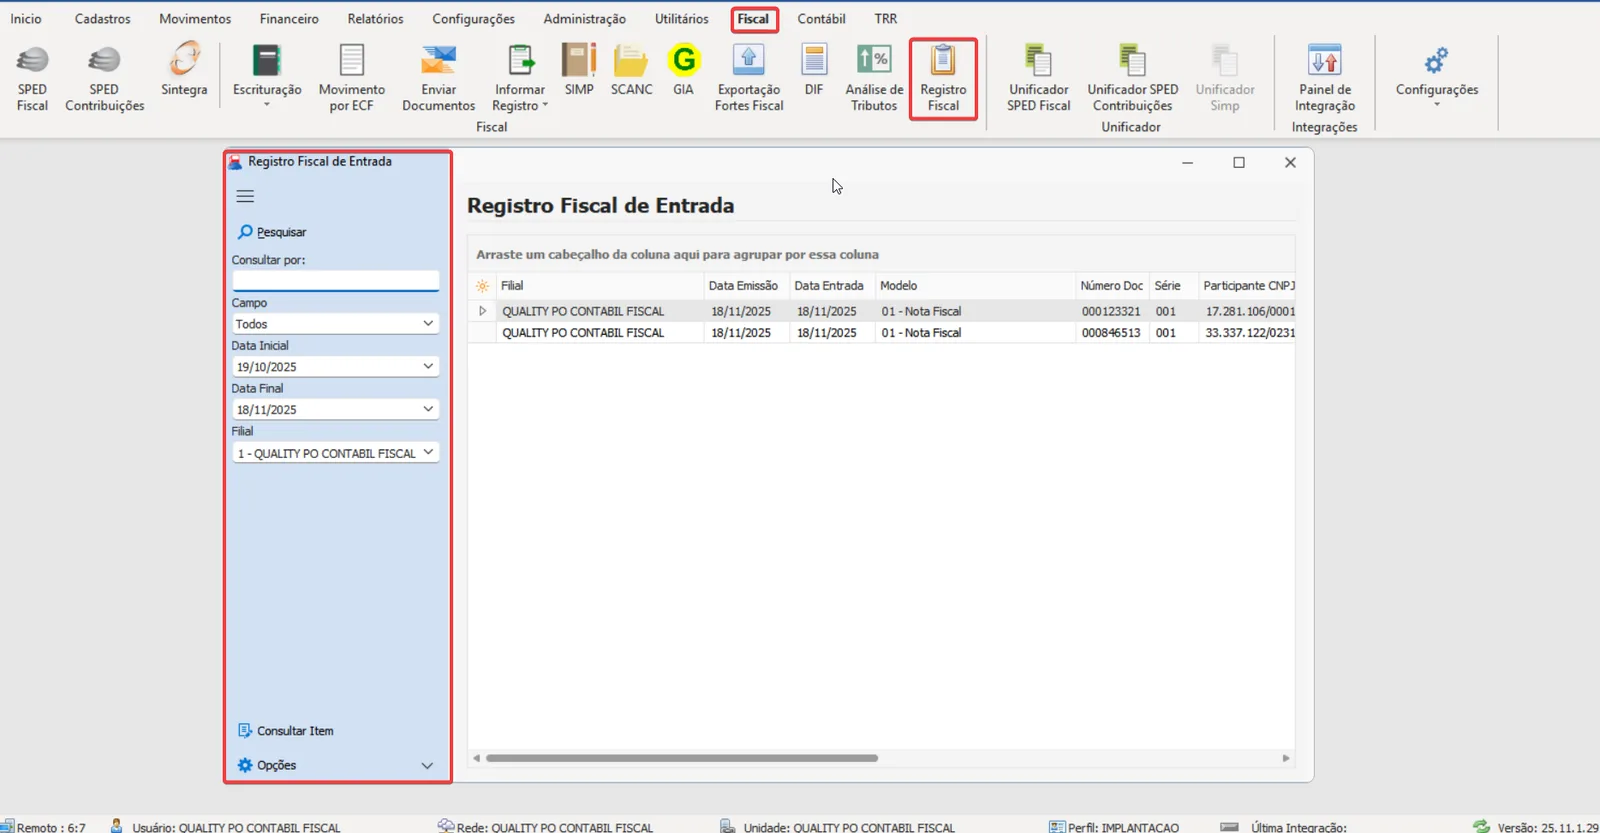 Inicio Cadastros Movimentos Financeiro Relatórios Configurações Administração Utilitários Fiscal Contábil TRR
SPED Fiscal
SPED Contribuições
Sintegra
Escrituração
Movimento por ECF
Enviar Documentos
Informar Registro
SIMP
SCANC
G
GIA
Exportação Fortes Fiscal
DIF
%
Análise de Tributos
Registro Fiscal
Unificador SPED Fiscal
Unificador SPED Contribuições
Unificador Simp
Painel de Integração
Configurações
Fiscal Unificador Integrações
Registro Fiscal de Entrada
Pesquisar
Consultar por:
Campo
Todos
Data Inicial
19/10/2025
Data Final
18/11/2025
Filial
1 - QUALITY PO CONTABIL FISCAL
Consultar Item
Opções
Registro Fiscal de Entrada
Arraste um cabeçalho da coluna aqui para agrupar por essa coluna
Filial Data Emissão Data Entrada Modelo Número Doc Série Participante CNPJ
QUALITY PO CONTABIL FISCAL 18/11/2025 18/11/2025 01 - Nota Fiscal 000123321 001 17.281.106/0001
QUALITY PO CONTABIL FISCAL 18/11/2025 18/11/2025 01 - Nota Fiscal 000846513 001 33.337.122/0231
Remoto : 6:7 Usuário: QUALITY PO CONTABIL FISCAL Rede: QUALITY PO CONTABIL FISCAL Unidade: QUALITY PO CONTABIL FISCAL Perfil: IMPLANTACAO Última Integração: Versão: 25.11.1.29